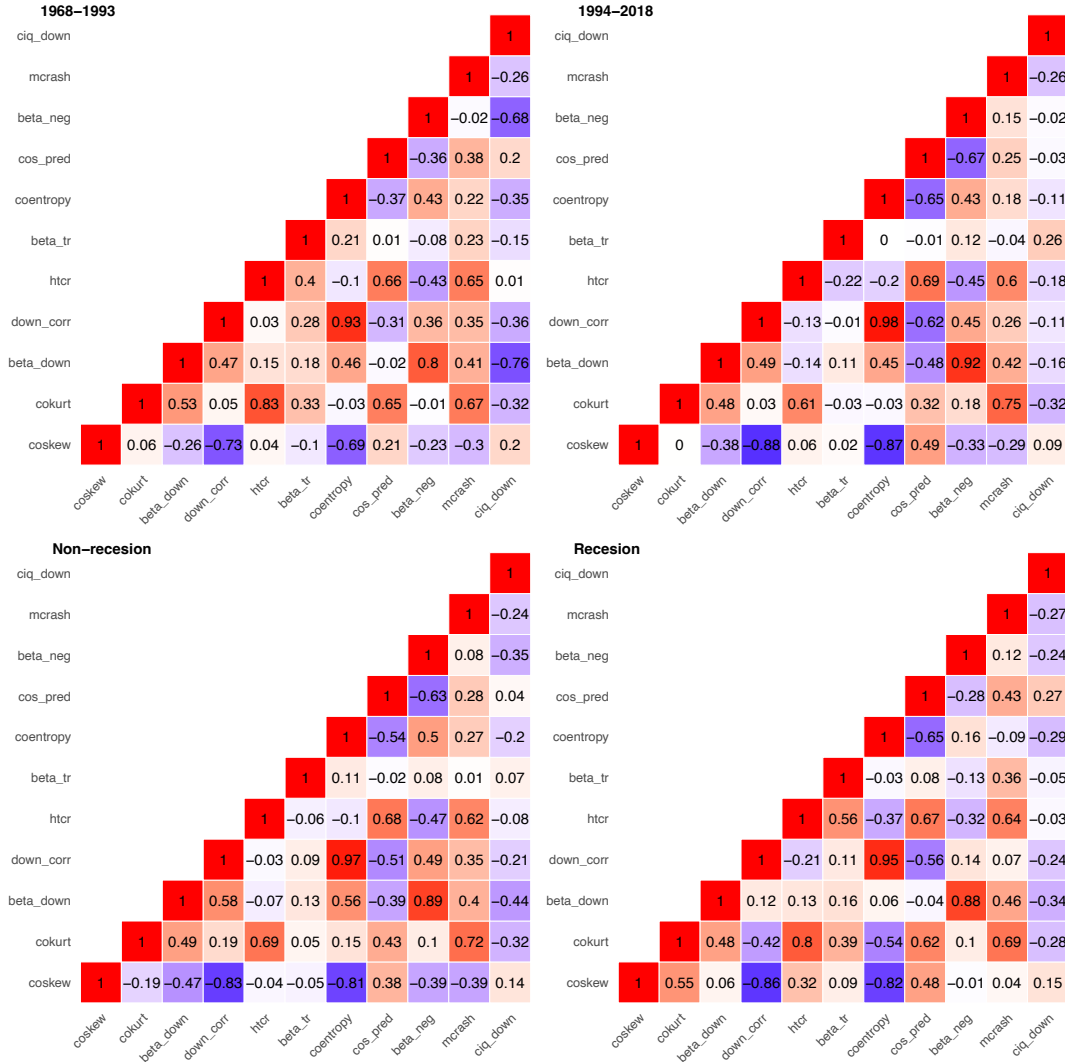 1968−1993
ciq_down 1
mcrash 1 −0.26
beta_neg 1 −0.02 −0.68
cos_pred 1 −0.36 0.38 0.2
coentropy 1 −0.37 0.43 0.22 −0.35
beta_tr 1 0.21 0.01 −0.08 0.23 −0.15
htcr 1 0.4 −0.1 0.66 −0.43 0.65 0.01
down_corr 1 0.03 0.28 0.93 −0.31 0.36 0.35 −0.36
beta_down 1 0.47 0.15 0.18 0.46 −0.02 0.8 0.41 −0.76
cokurt 1 0.53 0.05 0.83 0.33 −0.03 0.65 −0.01 0.67 −0.32
coskew 1 0.06 −0.26 −0.73 0.04 −0.1 −0.69 0.21 −0.23 −0.3 0.2
coskew cokurt beta_down down_corr htcr beta_tr coentropy cos_pred beta_neg mcrash ciq_down
1994−2018
1
1 −0.26
1 0.15 −0.02
1 −0.67 0.25 −0.03
1 −0.65 0.43 0.18 −0.11
1 0 −0.01 0.12 −0.04 0.26
1 −0.22 −0.2 0.69 −0.45 0.6 −0.18
1 −0.13 −0.01 0.98 −0.62 0.45 0.26 −0.11
1 0.49 −0.14 0.11 0.45 −0.48 0.92 0.42 −0.16
1 0.48 0.03 0.61 −0.03 −0.03 0.32 0.18 0.75 −0.32
1 0 −0.38 −0.88 0.06 0.02 −0.87 0.49 −0.33 −0.29 0.09
coskew cokurt beta_down down_corr htcr beta_tr coentropy cos_pred beta_neg mcrash ciq_down
Non−recesion
ciq_down 1
mcrash 1 −0.24
beta_neg 1 0.08 −0.35
cos_pred 1 −0.63 0.28 0.04
coentropy 1 −0.54 0.5 0.27 −0.2
beta_tr 1 0.11 −0.02 0.08 0.01 0.07
htcr 1 −0.06 −0.1 0.68 −0.47 0.62 −0.08
down_corr 1 −0.03 0.09 0.97 −0.51 0.49 0.35 −0.21
beta_down 1 0.58 −0.07 0.13 0.56 −0.39 0.89 0.4 −0.44
cokurt 1 0.49 0.19 0.69 0.05 0.15 0.43 0.1 0.72 −0.32
coskew 1 −0.19 −0.47 −0.83 −0.04 −0.05 −0.81 0.38 −0.39 −0.39 0.14
coskew cokurt beta_down down_corr htcr beta_tr coentropy cos_pred beta_neg mcrash ciq_down
Recesion
ciq_down 1
mcrash 1 −0.27
beta_neg 1 0.12 −0.24
cos_pred 1 −0.28 0.43 0.27
coentropy 1 −0.65 0.16 −0.09 −0.29
beta_tr 1 −0.03 0.08 −0.13 0.36 −0.05
htcr 1 0.56 −0.37 0.67 −0.32 0.64 −0.03
down_corr 1 −0.21 0.11 0.95 −0.56 0.14 0.07 −0.24
beta_down 1 0.12 0.13 0.16 0.06 −0.04 0.88 0.46 −0.34
cokurt 1 0.48 −0.42 0.8 0.39 −0.54 0.62 0.1 0.69 −0.28
coskew 1 0.55 0.06 −0.86 0.32 0.09 −0.82 0.48 −0.01 0.04 0.15
coskew cokurt beta_down down_corr htcr beta_tr coentropy cos_pred beta_neg mcrash ciq_down